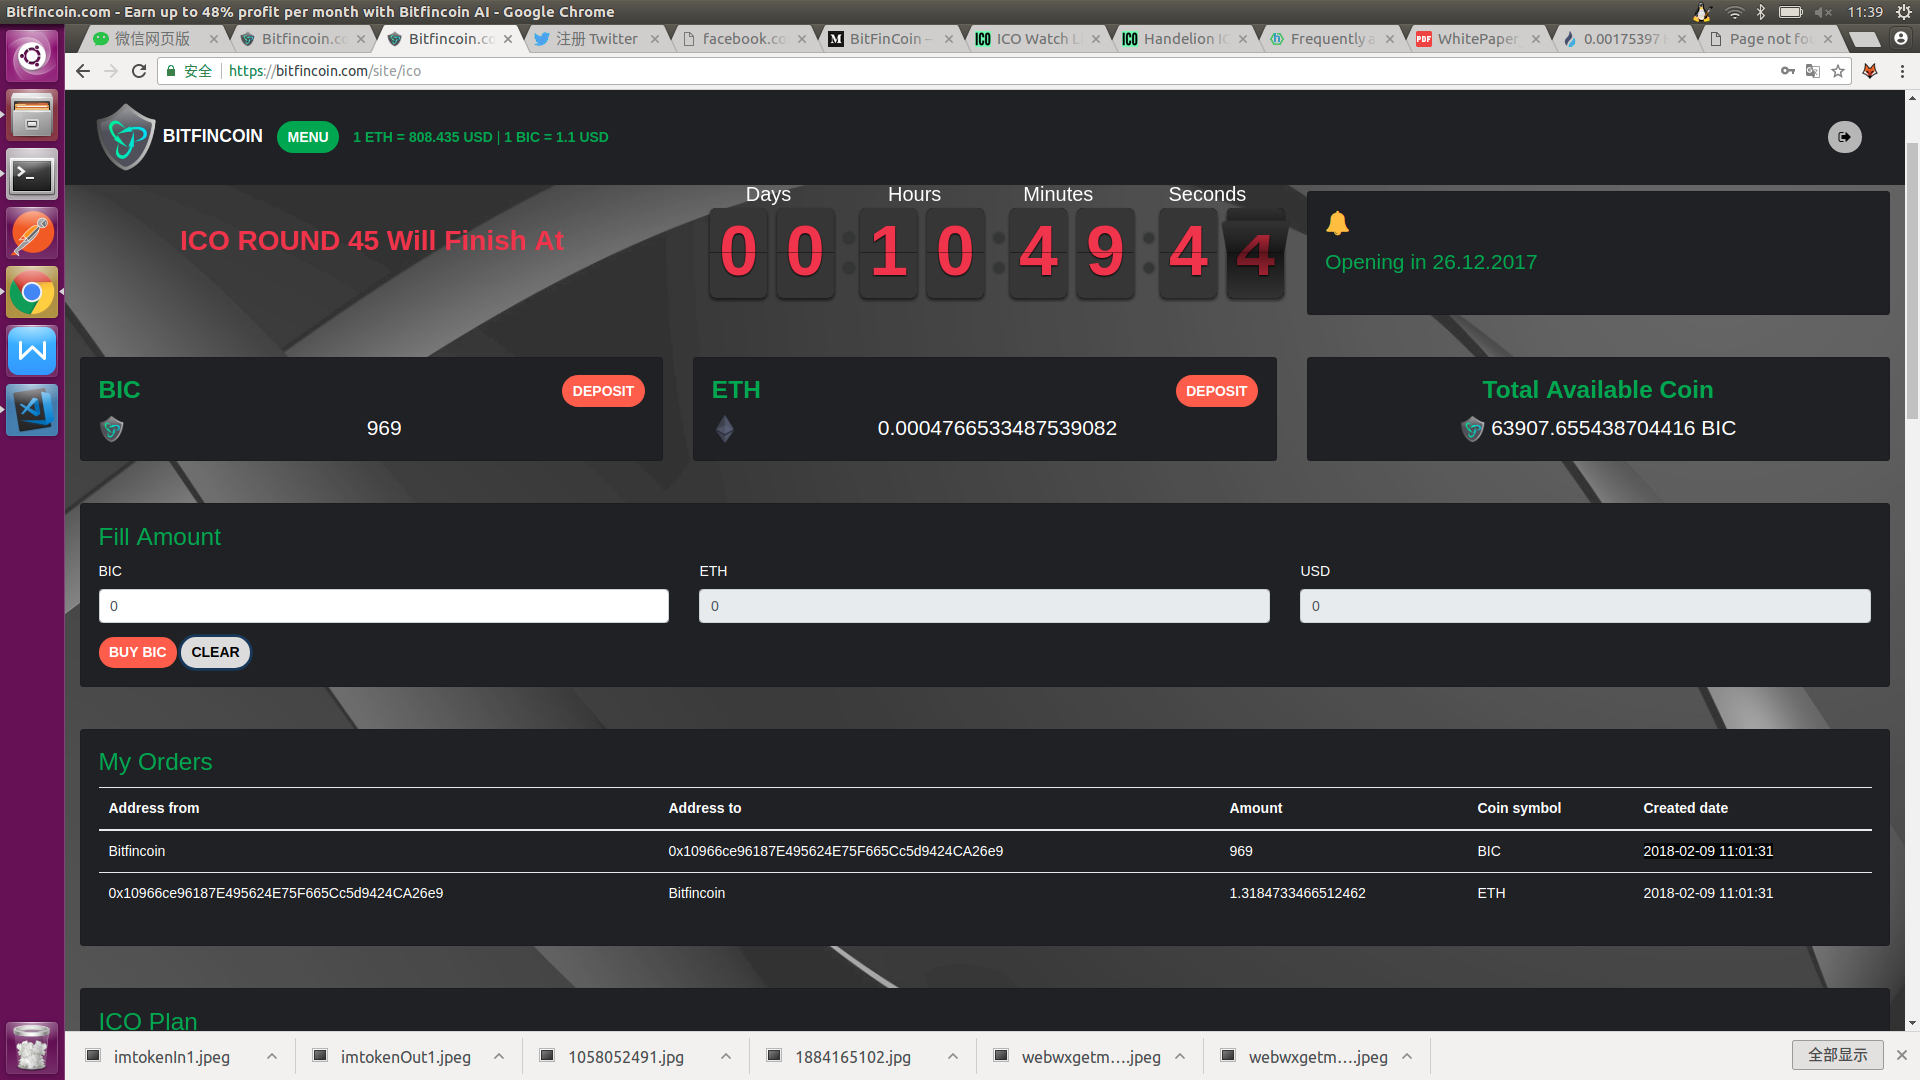 Bitfincoin.com - Earn up to 48% profit per month with Bitfincoin AI - Google Chrome
11:39
微信网页版
Bitfincoin.co
Bitfincoin.co
注册 Twitter
facebook.co
BitFinCoin –
ICO Watch Li
Handelion IC
Frequently a
WhitePaper_
0.00175397
Page not fou
安全
https://bitfincoin.com/site/ico
BITFINCOIN
MENU
1 ETH = 808.435 USD | 1 BIC = 1.1 USD
ICO ROUND 45 Will Finish At
Days Hours Minutes Seconds
00:10:49:44
Opening in 26.12.2017
BIC
DEPOSIT
969
ETH
DEPOSIT
0.0004766533487539082
Total Available Coin
63907.655438704416 BIC
Fill Amount
BIC ETH USD
0 0 0
BUY BIC CLEAR
My Orders
Address from Address to Amount Coin symbol Created date
Bitfincoin 0x10966ce96187E495624E75F665Cc5d9424CA26e9 969 BIC 2018-02-09 11:01:31
0x10966ce96187E495624E75F665Cc5d9424CA26e9 Bitfincoin 1.3184733466512462 ETH 2018-02-09 11:01:31
ICO Plan
imtokenIn1.jpeg
imtokenOut1.jpeg
1058052491.jpg
1884165102.jpg
webwxgetm….jpeg
webwxgetm….jpeg
全部显示